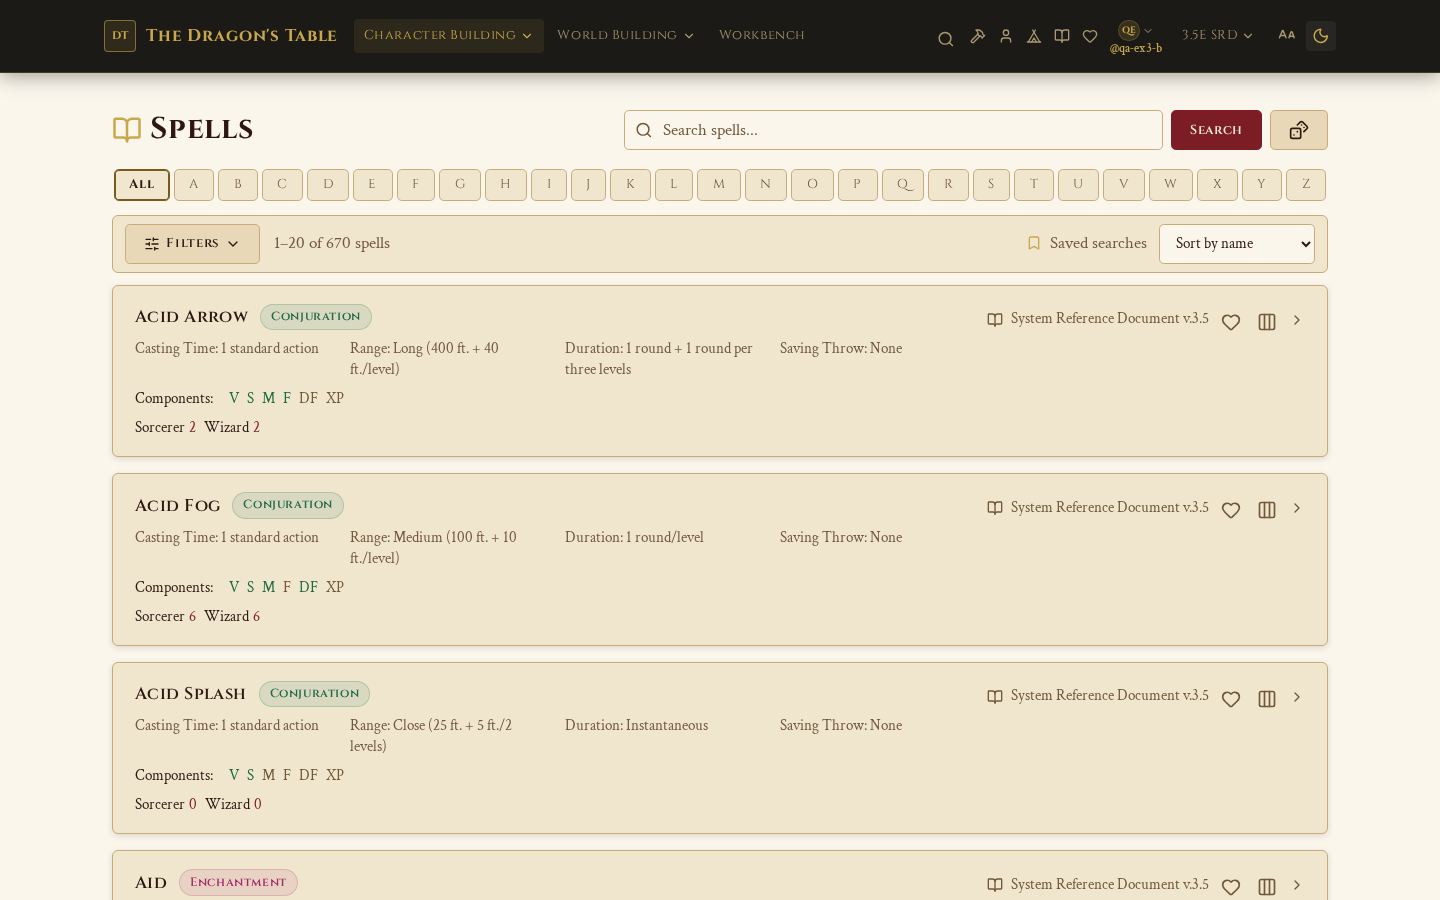 DT The Dragon's Table Character Building World Building Workbench QE @qa-ex3-b 3.5E SRD AA
Spells Search spells... Search
All A B C D E F G H I J K L M N O P Q R S T U V W X Y Z
Filters 1–20 of 670 spells Saved searches Sort by name
Acid Arrow Conjuration System Reference Document v.3.5
Casting Time: 1 standard action Range: Long (400 ft. + 40 ft./level) Duration: 1 round + 1 round per three levels Saving Throw: None
Components: V S M F DF XP
Sorcerer 2 Wizard 2
Acid Fog Conjuration System Reference Document v.3.5
Casting Time: 1 standard action Range: Medium (100 ft. + 10 ft./level) Duration: 1 round/level Saving Throw: None
Components: V S M F DF XP
Sorcerer 6 Wizard 6
Acid Splash Conjuration System Reference Document v.3.5
Casting Time: 1 standard action Range: Close (25 ft. + 5 ft./2 levels) Duration: Instantaneous Saving Throw: None
Components: V S M F DF XP
Sorcerer 0 Wizard 0
Aid Enchantment System Reference Document v.3.5